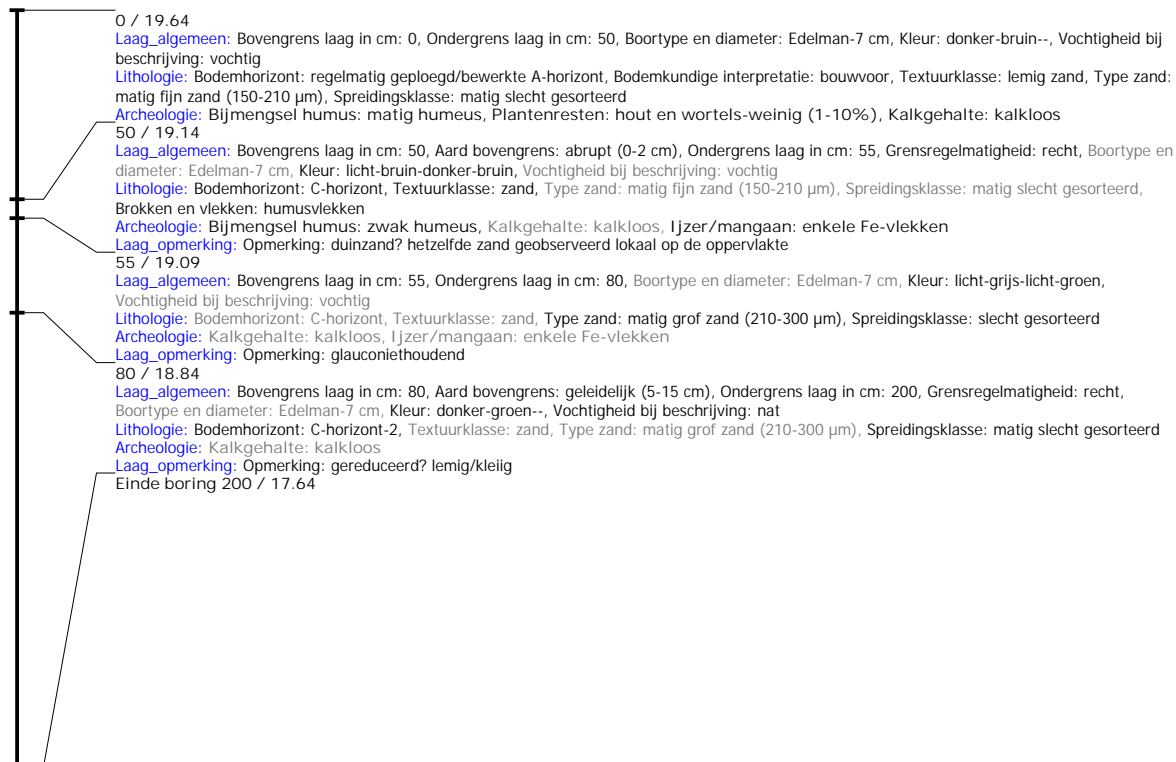 0 / 19.64
Laag_algemeen: Bovengrens laag in cm: 0, Ondergrens laag in cm: 50, Boortype en diameter: Edelman-7 cm, Kleur: donker-bruin--, Vochtigheid bij
beschrijving: vochtig
Lithologie: Bodemhorizont: regelmatig geploegd/bewerkte A-horizont, Bodemkundige interpretatie: bouwvoor, Textuurklasse: lemig zand, Type zand:
matig fijn zand (150-210 µm), Spreidingsklasse: matig slecht gesorteerd
Archeologie: Bijmengsel humus: matig humeus, Plantenresten: hout en wortels-weinig (1-10%), Kalkgehalte: kalkloos
50 / 19.14
Laag_algemeen: Bovengrens laag in cm: 50, Aard bovengrens: abrupt (0-2 cm), Ondergrens laag in cm: 55, Grensregelmatigheid: recht, Boortype en
diameter: Edelman-7 cm, Kleur: licht-bruin-donker-bruin, Vochtigheid bij beschrijving: vochtig
Lithologie: Bodemhorizont: C-horizont, Textuurklasse: zand, Type zand: matig fijn zand (150-210 µm), Spreidingsklasse: matig slecht gesorteerd,
Brokken en vlekken: humusvlekken
Archeologie: Bijmengsel humus: zwak humeus, Kalkgehalte: kalkloos, Ijzer/mangaan: enkele Fe-vlekken
Laag_opmerking: Opmerking: duinzand? hetzelfde zand geobserveerd lokaal op de oppervlakte
55 / 19.09
Laag_algemeen: Bovengrens laag in cm: 55, Ondergrens laag in cm: 80, Boortype en diameter: Edelman-7 cm, Kleur: licht-grijs-licht-groen,
Vochtigheid bij beschrijving: vochtig
Lithologie: Bodemhorizont: C-horizont, Textuurklasse: zand, Type zand: matig grof zand (210-300 µm), Spreidingsklasse: slecht gesorteerd
Archeologie: Kalkgehalte: kalkloos, Ijzer/mangaan: enkele Fe-vlekken
Laag_opmerking: Opmerking: glauconiethoudend
80 / 18.84
Laag_algemeen: Bovengrens laag in cm: 80, Aard bovengrens: geleidelijk (5-15 cm), Ondergrens laag in cm: 200, Grensregelmatigheid: recht,
Boortype en diameter: Edelman-7 cm, Kleur: donker-groen--, Vochtigheid bij beschrijving: nat
Lithologie: Bodemhorizont: C-horizont-2, Textuurklasse: zand, Type zand: matig grof zand (210-300 µm), Spreidingsklasse: matig slecht gesorteerd
Archeologie: Kalkgehalte: kalkloos
Laag_opmerking: Opmerking: gereduceerd? lemig/kleiig
Einde boring 200 / 17.64